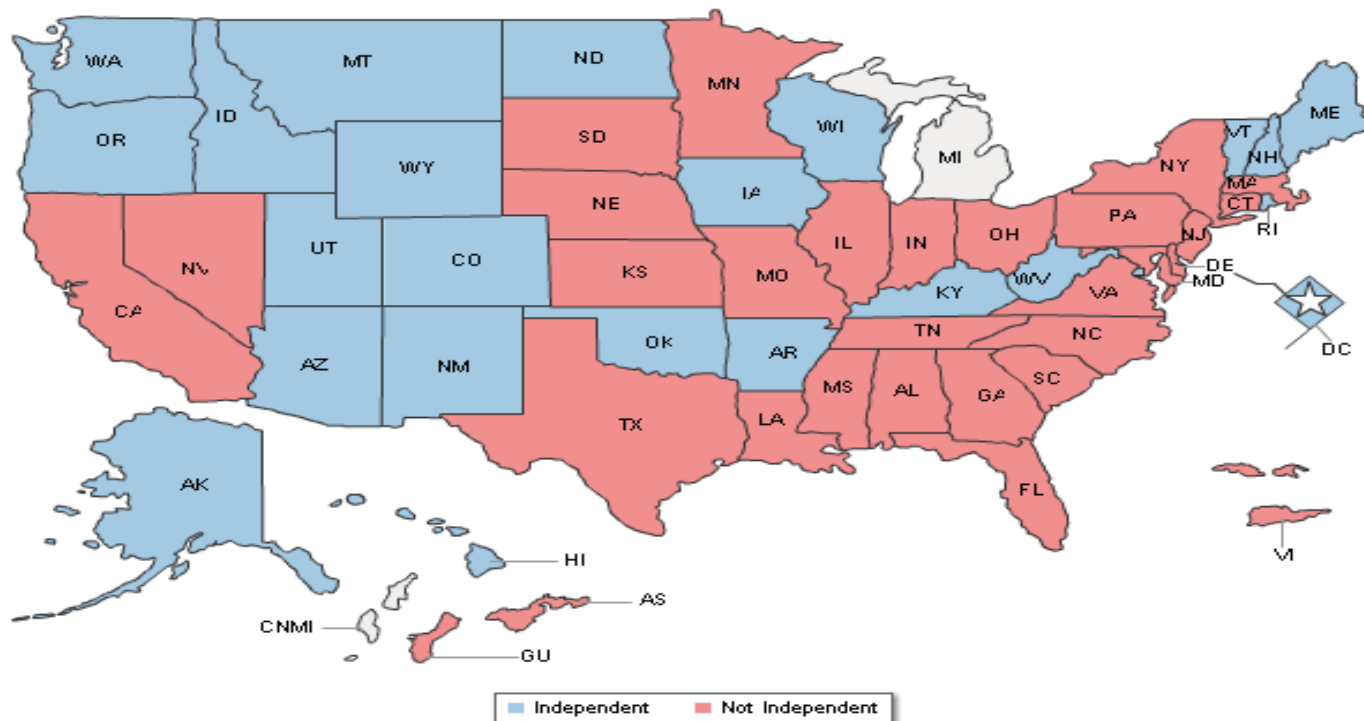 WA
MT
ND
MN
ME
VT
OR
ID
WI
NH
SD
MI
NY
WY
MA
IA
CT
NE
PA
RI
UT
IL
IN
OH
NJ
CO
NV
DE
KS
MO
WV
MD
KY
VA
CA
TN
NC
OK
AR
DC
AZ
NM
SC
MS
AL
GA
TX
LA
AK
FL
VI
HI
AS
CNMI
GU
Independent Not Independent